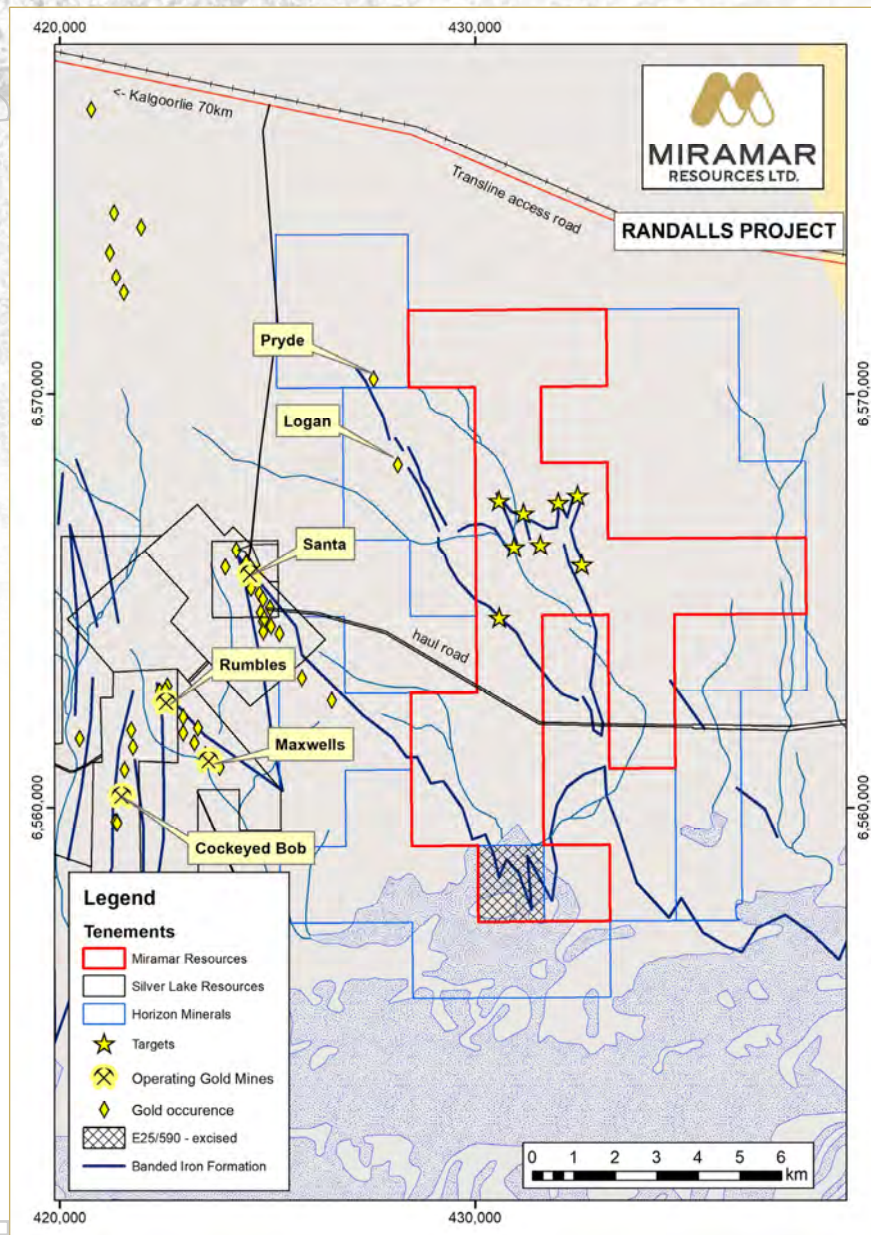 420,000
430,000
<- Kalgoorlie 70km
Transline access road
MIRAMAR
RESOURCES LTD.
RANDALLS PROJECT
6,570,000
6,570,000
Pryde
Logan
Santa
haul road
Rumbles
Maxwells
Cockeyed Bob
6,560,000
6,560,000
Legend
Tenements
Miramar Resources
Silver Lake Resources
Horizon Minerals
Targets
Operating Gold Mines
Gold occurence
E25/590 - excised
Banded Iron Formation
0 1 2 3 4 5 6
km
420,000
430,000